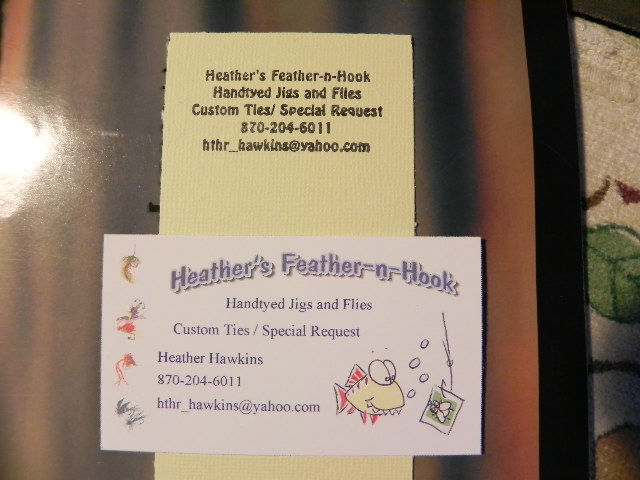 Heather's Feather-n-Hook
Handtyed Jigs and Flies
Custom Ties/ Special Request
870-204-6011
hthr_hawkins@yahoo.com
Heather's Feather-n-Hook
Handtyed Jigs and Flies
Custom Ties / Special Request
Heather Hawkins
870-204-6011
hthr_hawkins@yahoo.com